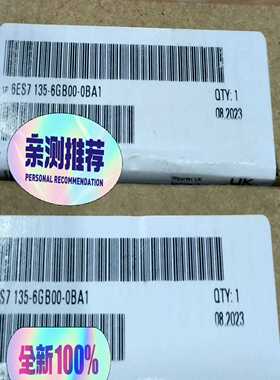 1P 6ES7 135-6GB00-0BA1
QTY: 1
08.2023
亲测推荐
PERSONAL RECOMMENDATION
UK
S7 135-6GB00-0BA1
QTY: 1
08.2023
全新100%